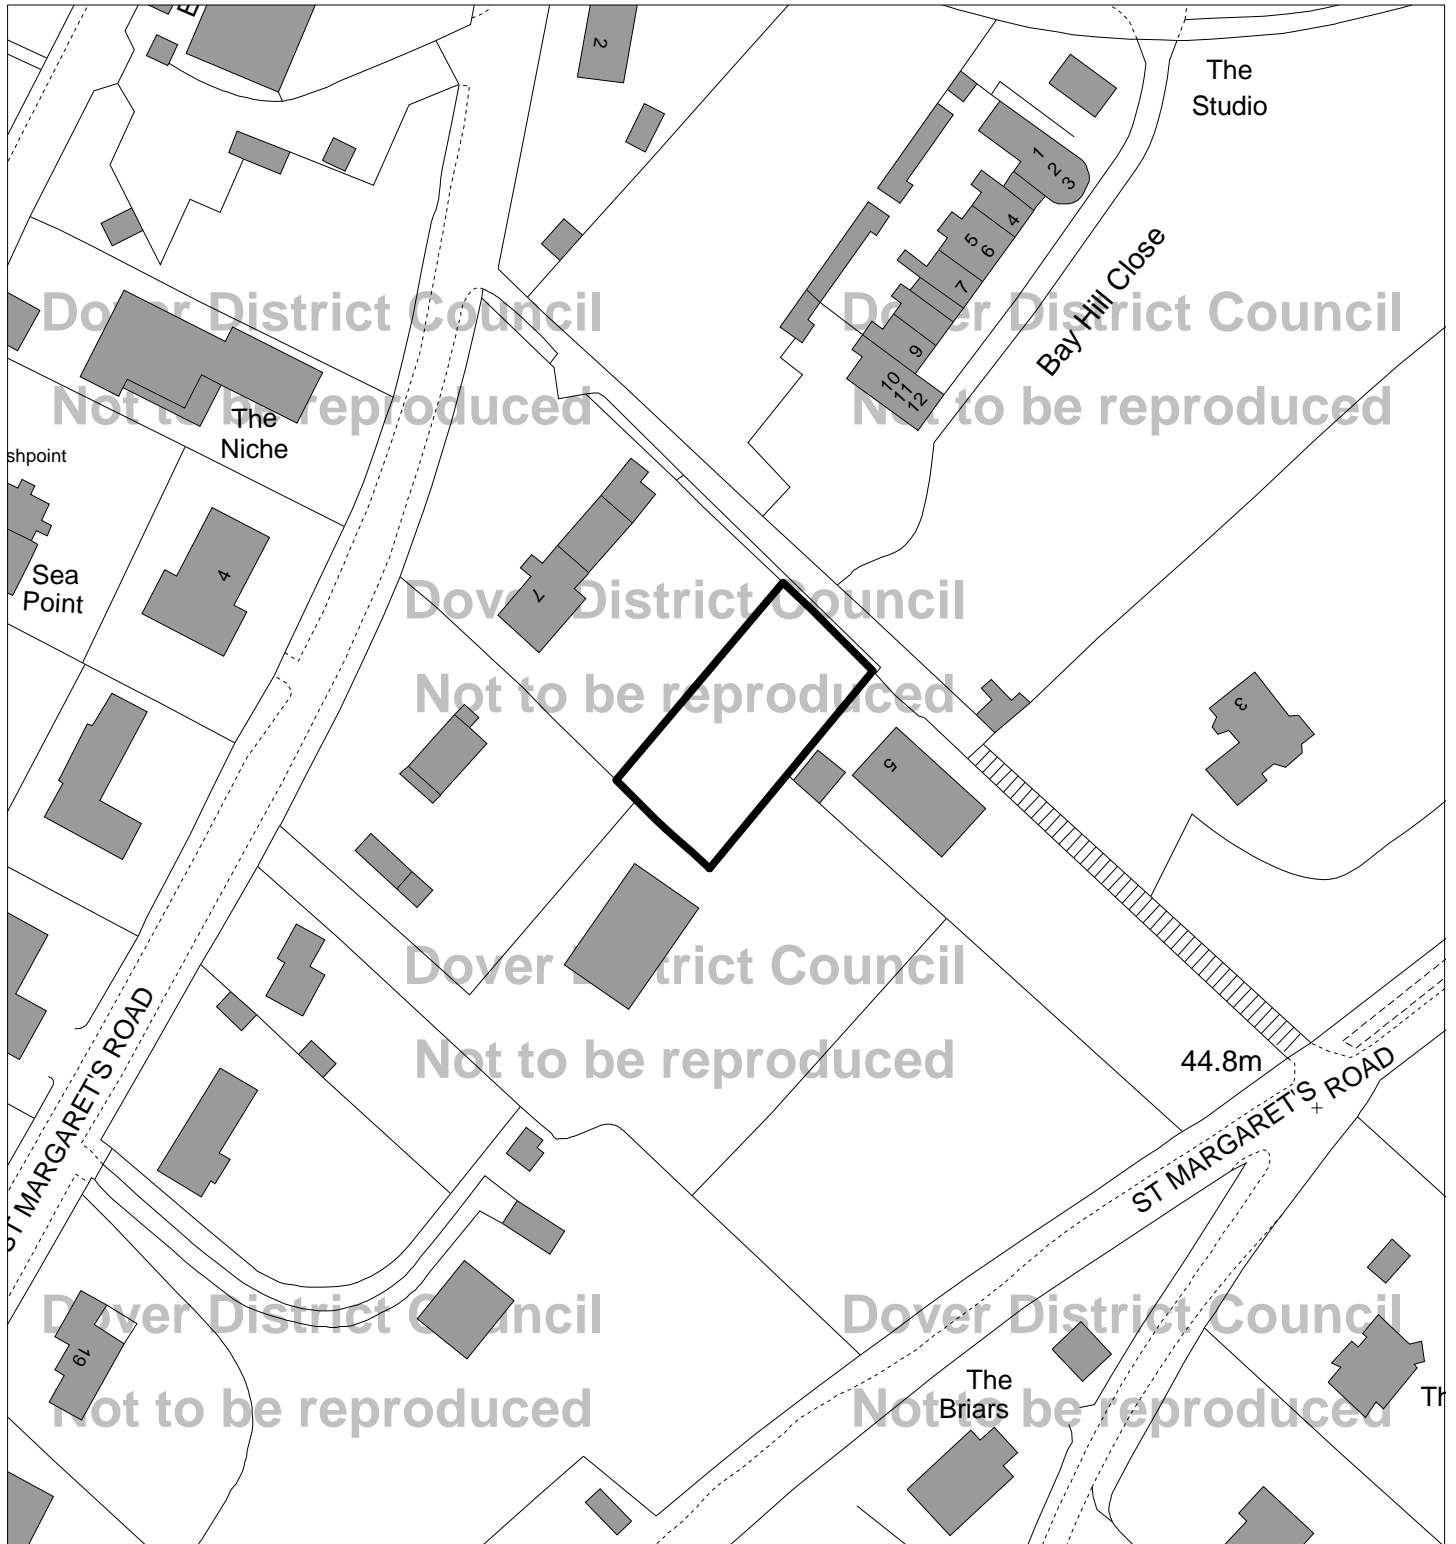 2
The
Studio
1
2
3
4
5
6
7
9
10
11
12
Bay Hill Close
Dover District Council
Dover District Council
Not to be reproduced
Not to be reproduced
The
Niche
shpoint
4
Sea
Point
7
Dover District Council
Not to be reproduced
3
5
Dover District Council
Not to be reproduced
44.8m
ST MARGARET'S ROAD
ST MARGARET'S ROAD
Dover District Council
Dover District Council
19
Not to be reproduced
Not to be reproduced
The
Briars
Th